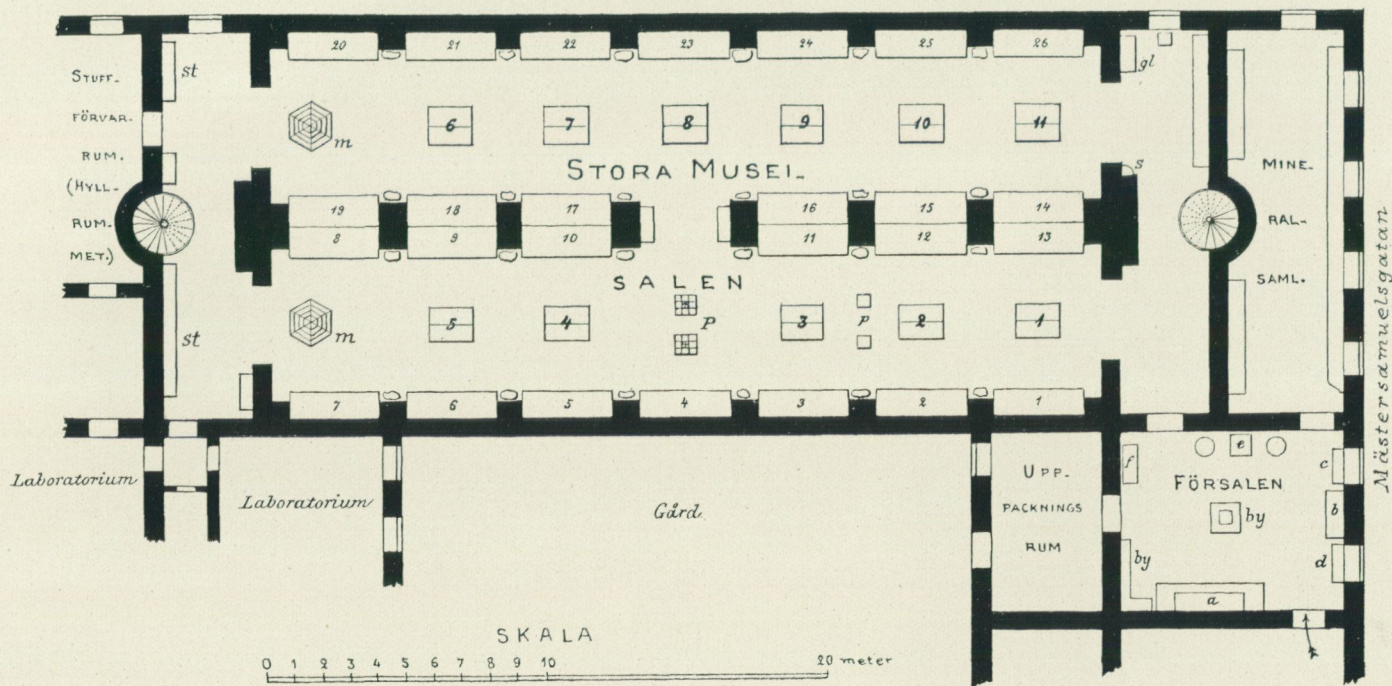 20 21 22 23 24 25 26
st
gl
STUFF-
FÖRVAR-
RUM.
(HYLL-
RUM-
MET.)
m
6 7 8 9 10 11
STORA MUSEI-
s
MINE-
RAL-
SAML.
19 18 17 16 15 14
8 9 10 11 12 13
SALEN
m
5 4 P 3 p 2 1
st
7 6 5 4 3 2 1
Mästersamuelsgatan
Laboratorium
Laboratorium
Gård.
UPP-
PACKNINGS
RUM
f
e
c
FÖRSALEN
by
b
by
d
a
SKALA
0 1 2 3 4 5 6 7 8 9 10 20 meter